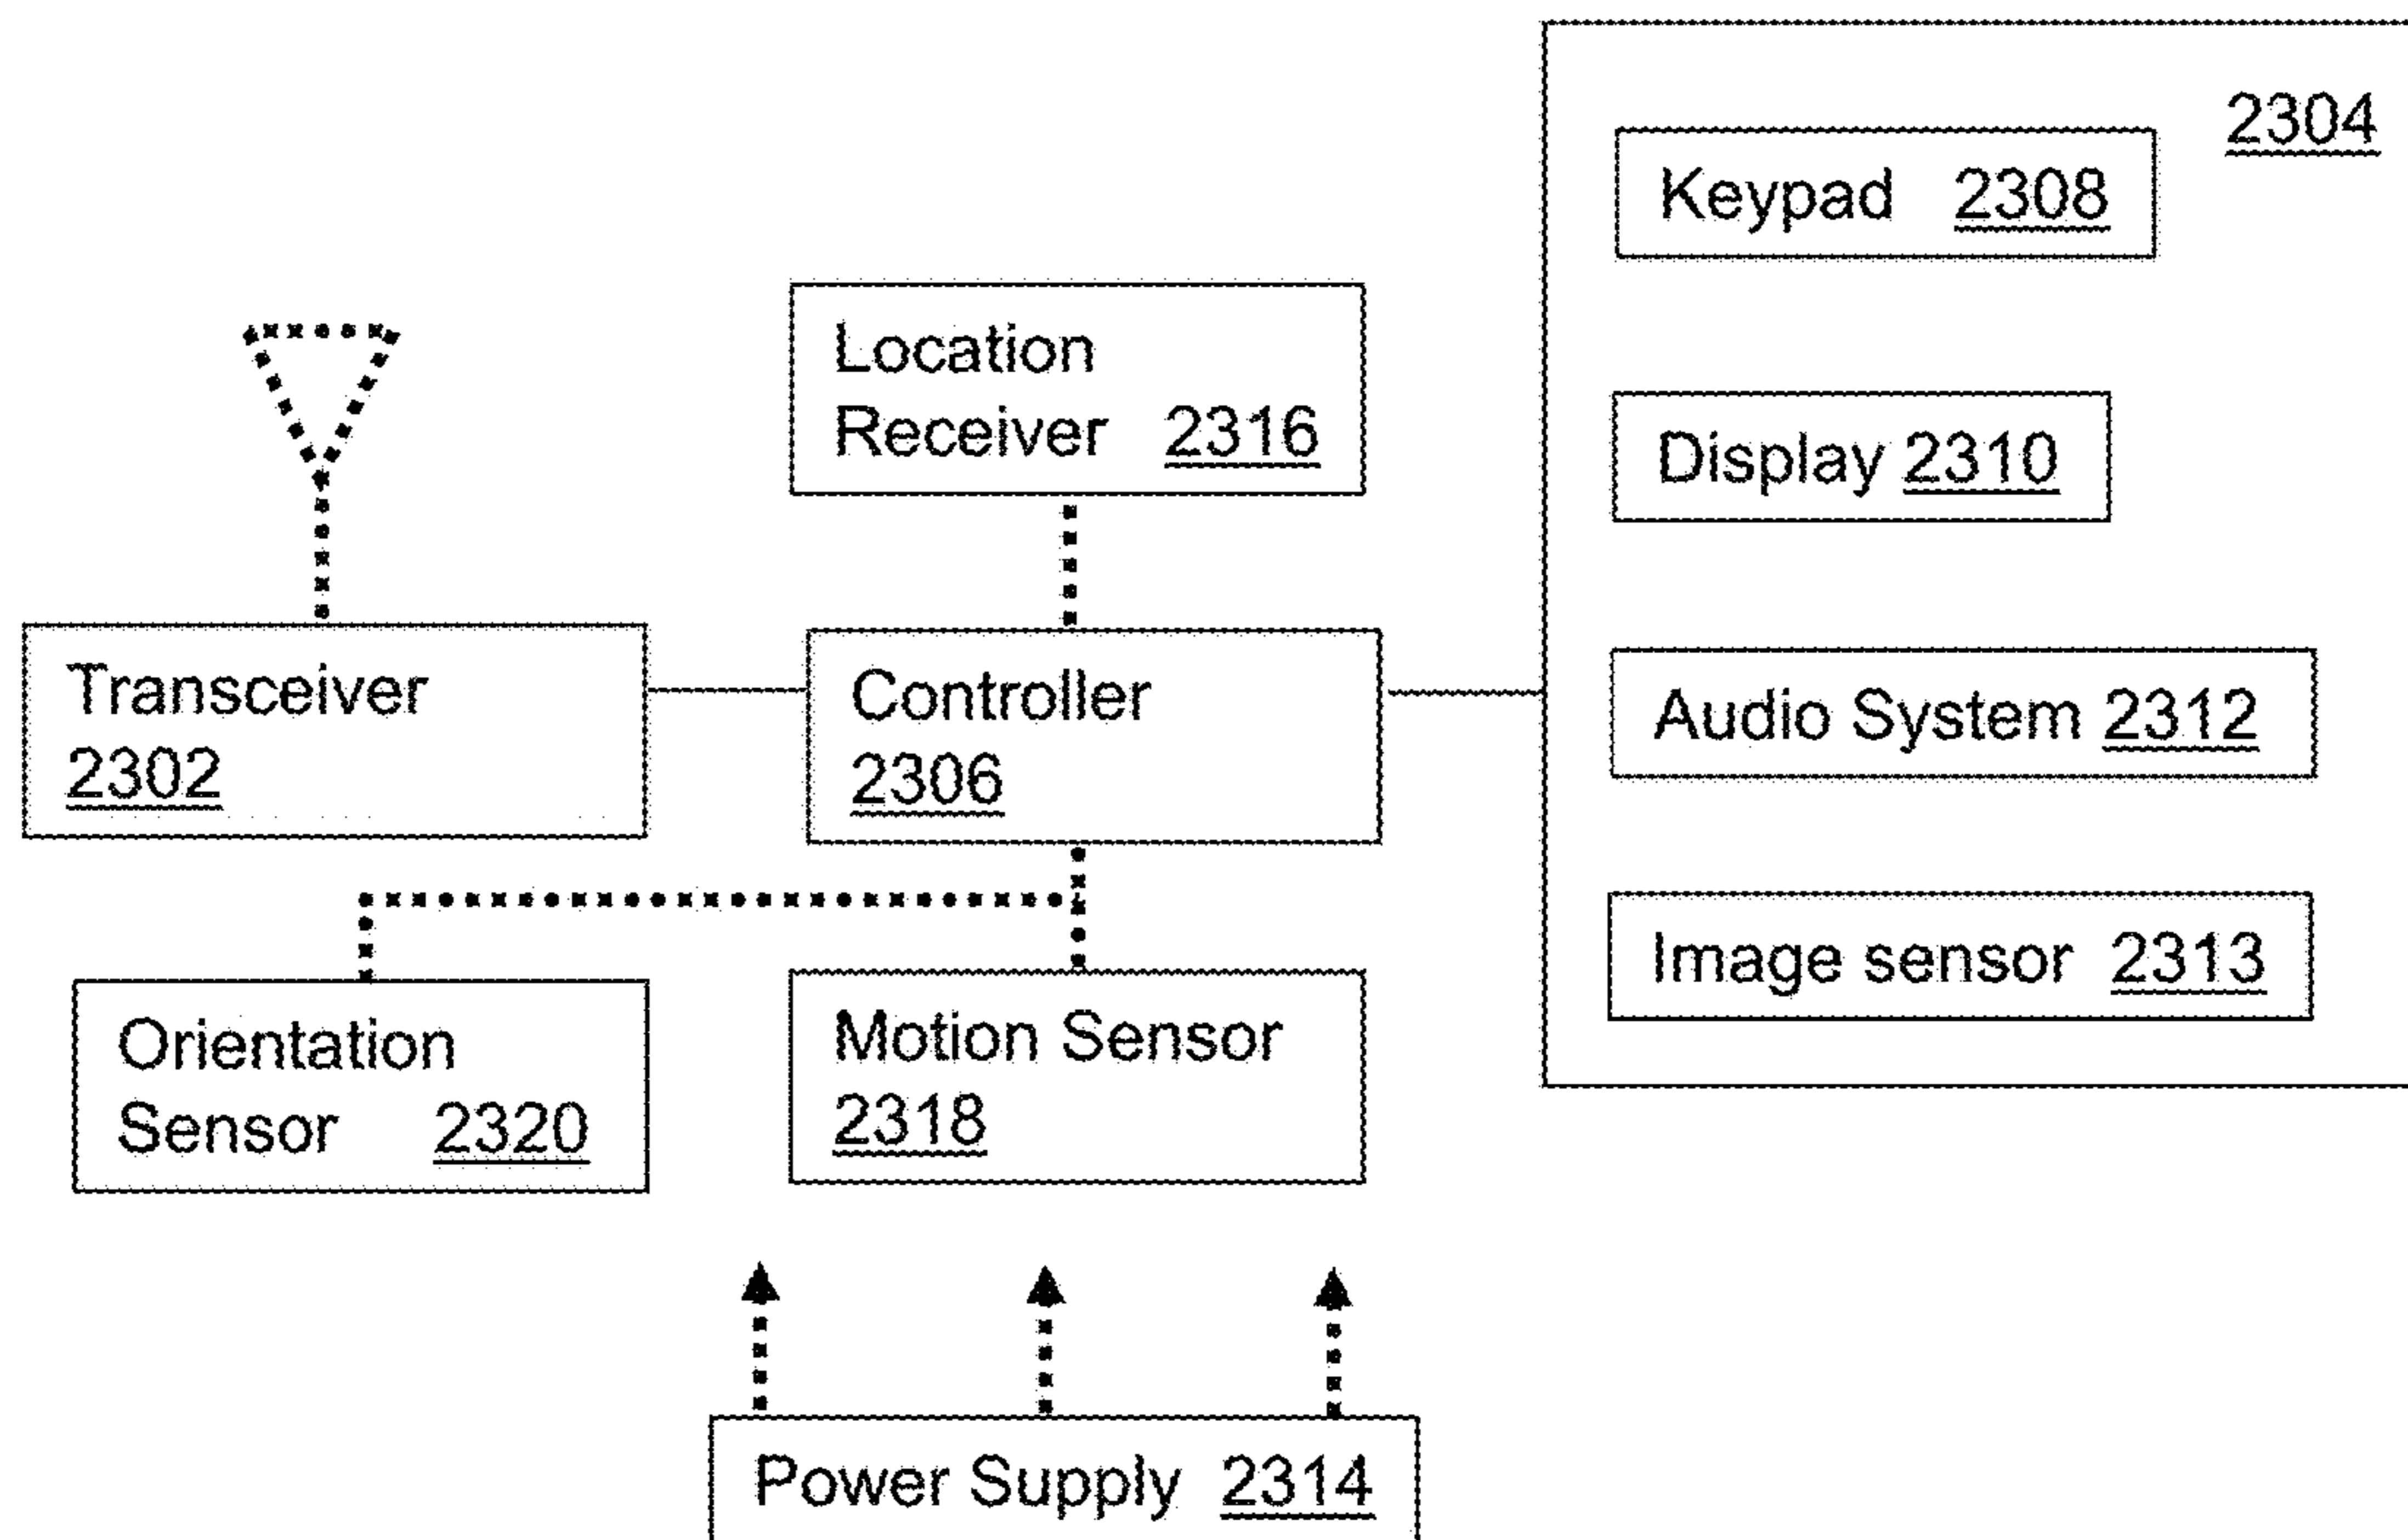 2304
Keypad 2308
Location
Receiver 2316
Display 2310
Transceiver
2302
Controller
2306
Audio System 2312
Image sensor 2313
Orientation
Sensor 2320
Motion Sensor
2318
Power Supply 2314